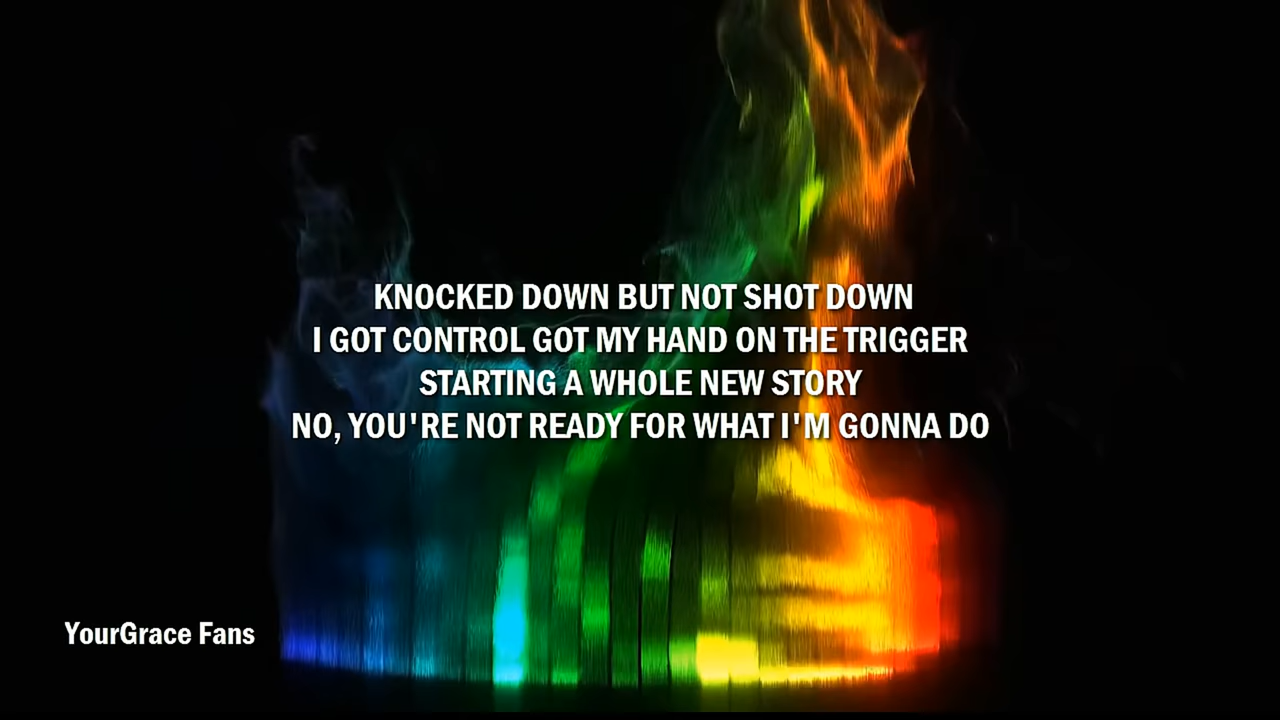 KNOCKED DOWN BUT NOT SHOT DOWN
I GOT CONTROL GOT MY HAND ON THE TRIGGER
STARTING A WHOLE NEW STORY
NO, YOU'RE NOT READY FOR WHAT I'M GONNA DO
YourGrace Fans